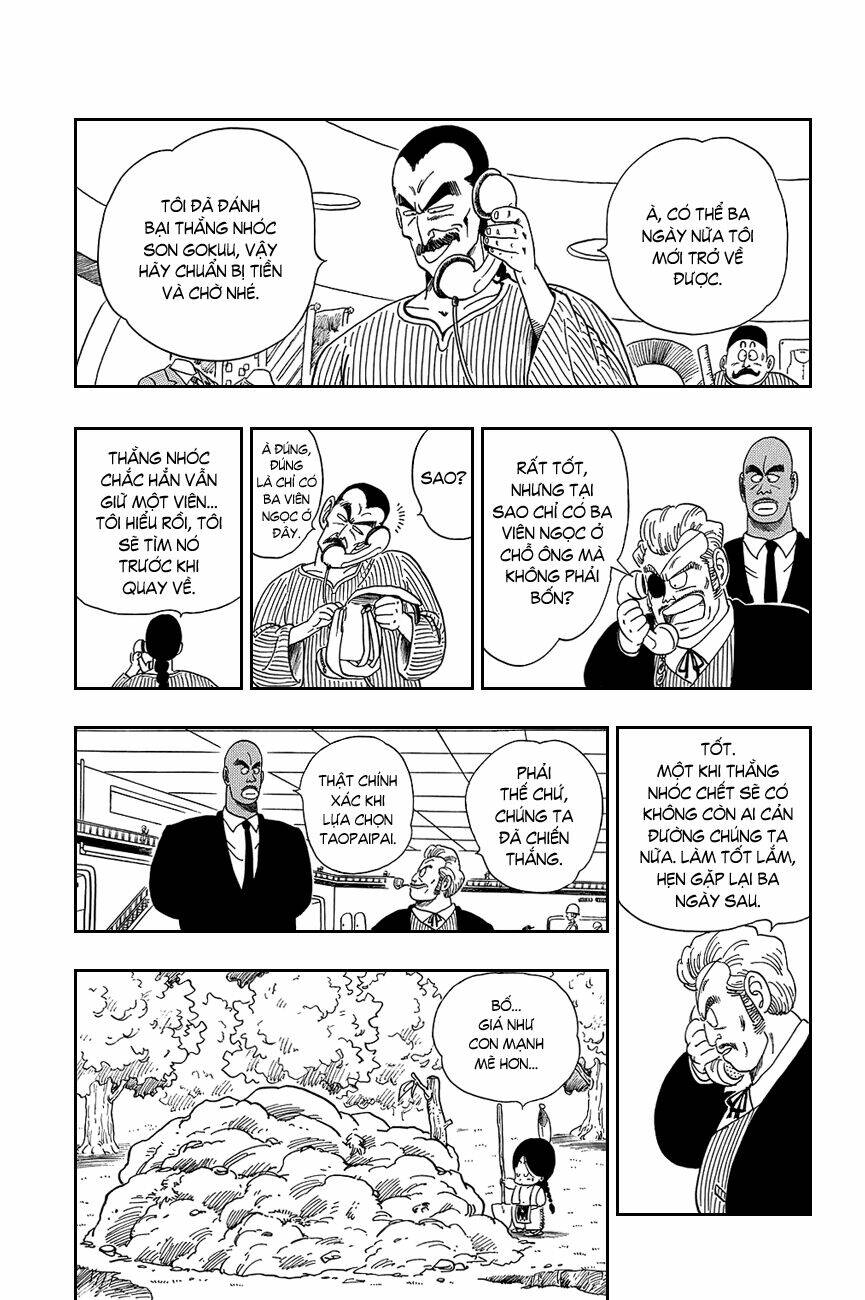 À, CÓ THỂ BA
NGÀY NỮA TÔI
MỚI TRỞ VỀ
ĐƯỢC.
TÔI ĐÃ ĐÁNH
BẠI THẰNG NHÓC
SON GOKUU, VẬY
HÃY CHUẨN BỊ TIỀN
VÀ CHỜ NHÉ.
RẤT TỐT,
NHƯNG TẠI
SAO CHỈ CÓ BA
VIÊN NGỌC Ở
CHỖ ÔNG MÀ
KHÔNG PHẢI
BỐN?
SAO?
À ĐÚNG,
ĐÚNG
LÀ CHỈ CÓ
BA VIÊN
NGỌC Ở
ĐÂY.
THẰNG NHÓC
CHẮC HẲN VẪN
GIỮ MỘT VIÊN...
TÔI HIỂU RỒI, TÔI
SẼ TÌM NÓ
TRƯỚC KHI
QUAY VỀ.
TỐT.
MỘT KHI THẰNG
NHÓC CHẾT SẼ CÓ
KHÔNG CÒN AI CẢN
ĐƯỜNG CHÚNG TA
NỮA. LÀM TỐT LẮM,
HẸN GẶP LẠI BA
NGÀY SAU.
PHẢI
THẾ CHỨ,
CHÚNG TA
ĐÃ CHIẾN
THẮNG.
THẬT CHÍNH
XÁC KHI
LỰA CHỌN
TAOPAIPAI.
BỐ...
GIÁ NHƯ
CON MẠNH
MẼ HƠN...